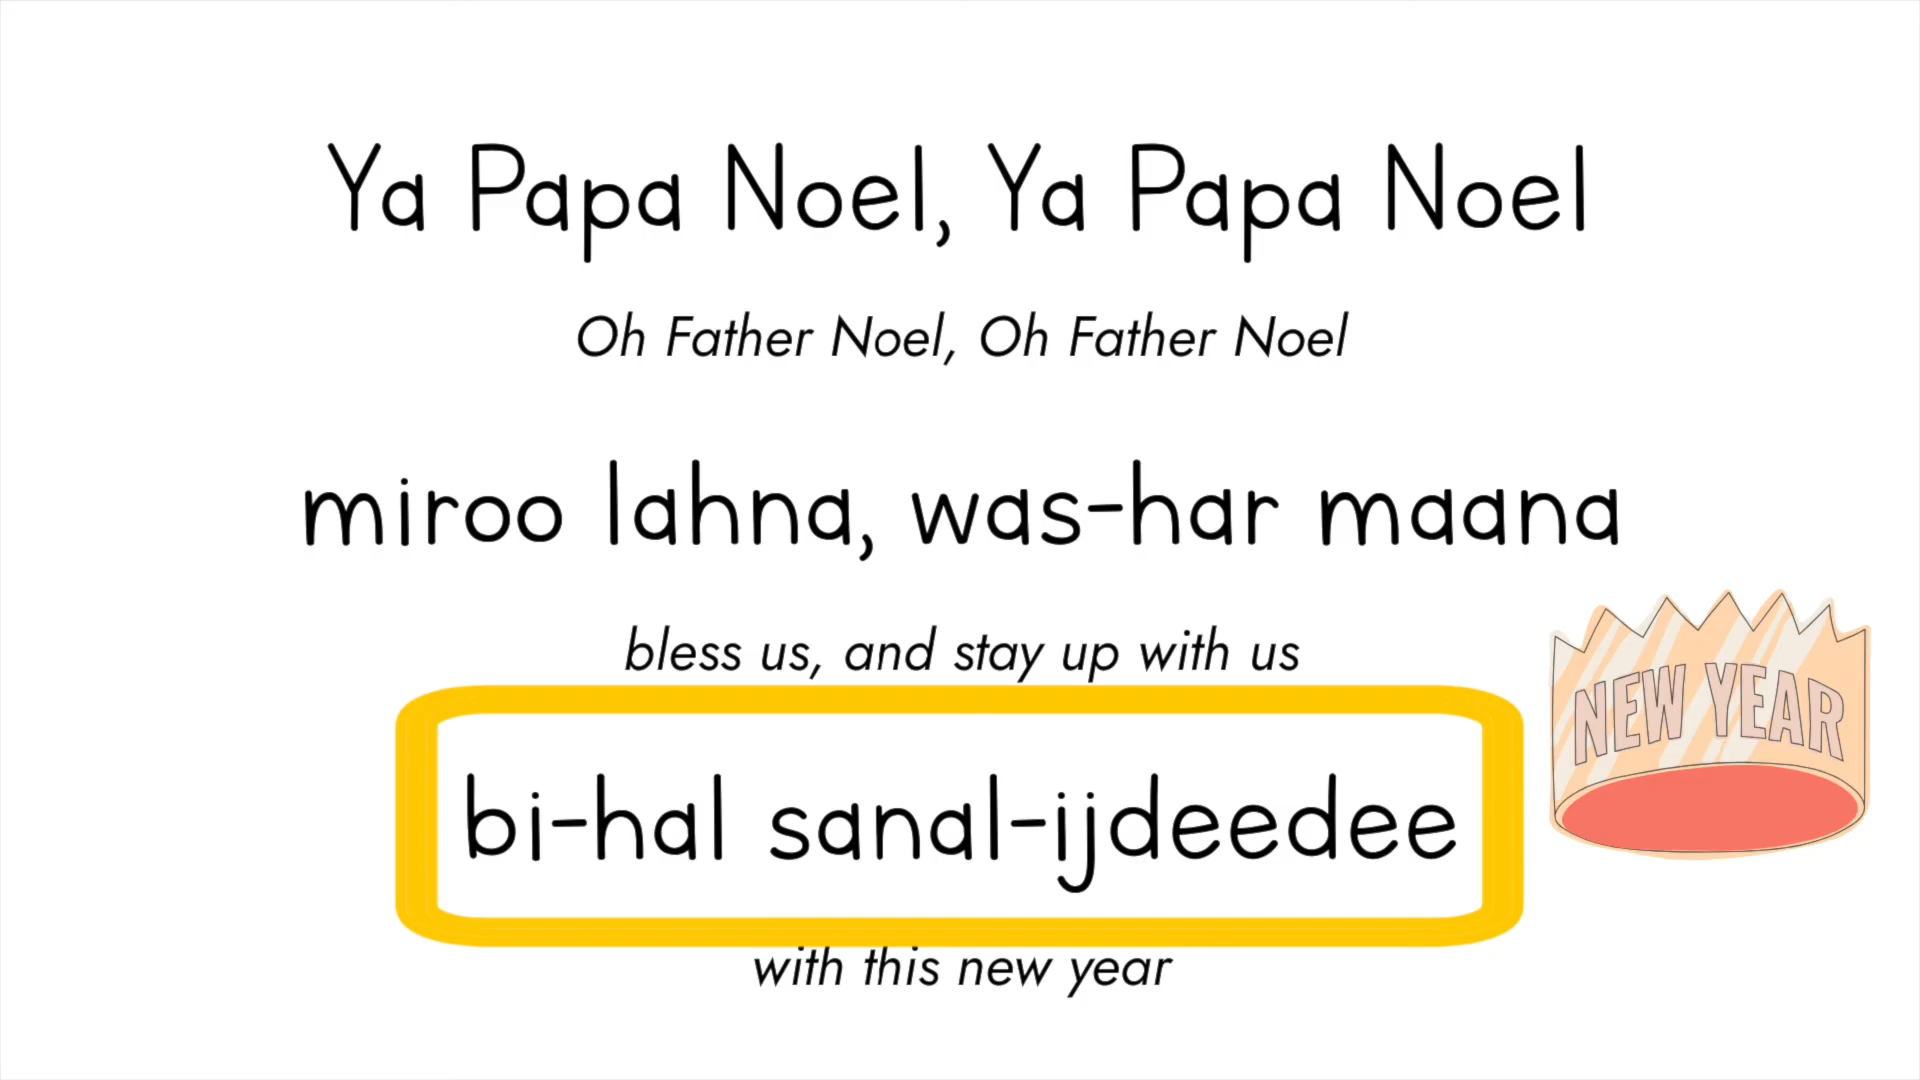 Ya Papa Noel, Ya Papa Noel
Oh Father Noel, Oh Father Noel
miroo lahna, was-har maana
bless us, and stay up with us
NEW YEAR
bi-hal sanal-ijdeedee
with this new year